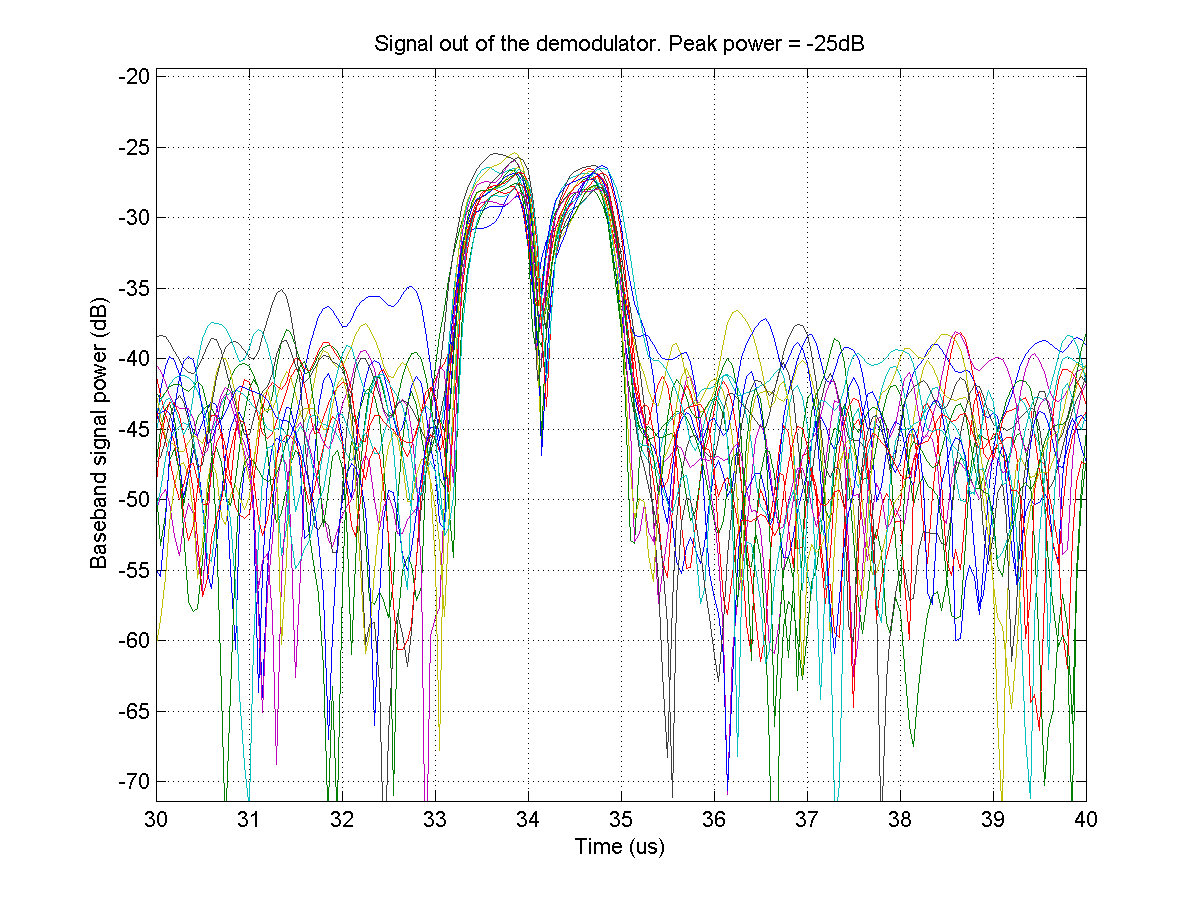 Signal out of the demodulator. Peak power = -25dB
-20
-25
-30
-35
-40
-45
-50
-55
-60
-65
-70
Baseband signal power (dB)
30 31 32 33 34 35 36 37 38 39 40
Time (us)